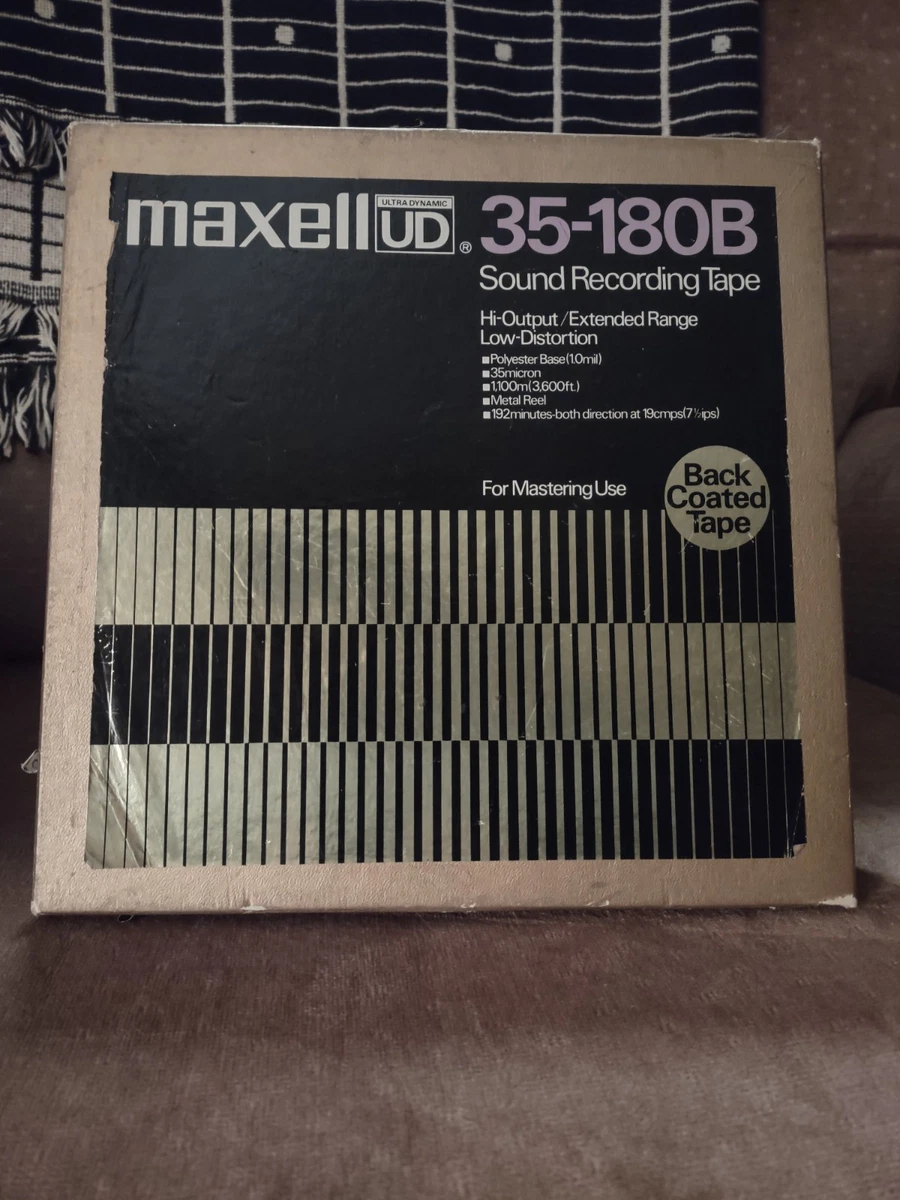 maxell ULTRA DYNAMIC UD ® 35-180B
Sound Recording Tape
Hi-Output/Extended Range
Low-Distortion
■Polyester Base(1.0mil)
■35micron
■1,100m(3,600ft.)
■Metal Reel
■192minutes-both direction at 19cmps(7½ips)
For Mastering Use
Back
Coated
Tape